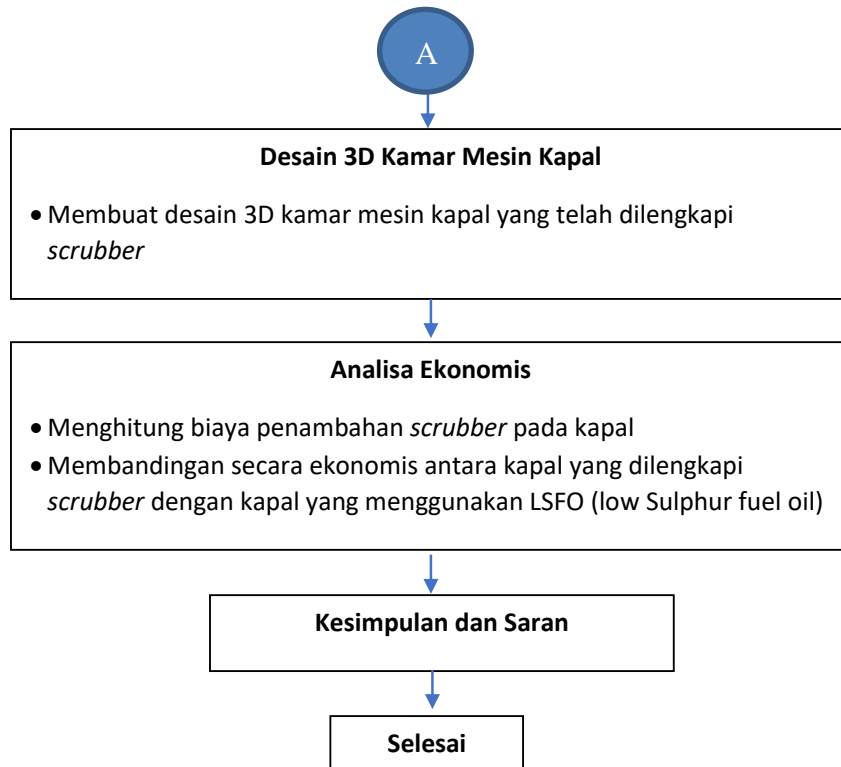 A
Desain 3D Kamar Mesin Kapal
• Membuat desain 3D kamar mesin kapal yang telah dilengkapi
scrubber
Analisa Ekonomis
• Menghitung biaya penambahan scrubber pada kapal
• Membandingan secara ekonomis antara kapal yang dilengkapi
scrubber dengan kapal yang menggunakan LSFO (low Sulphur fuel oil)
Kesimpulan dan Saran
Selesai